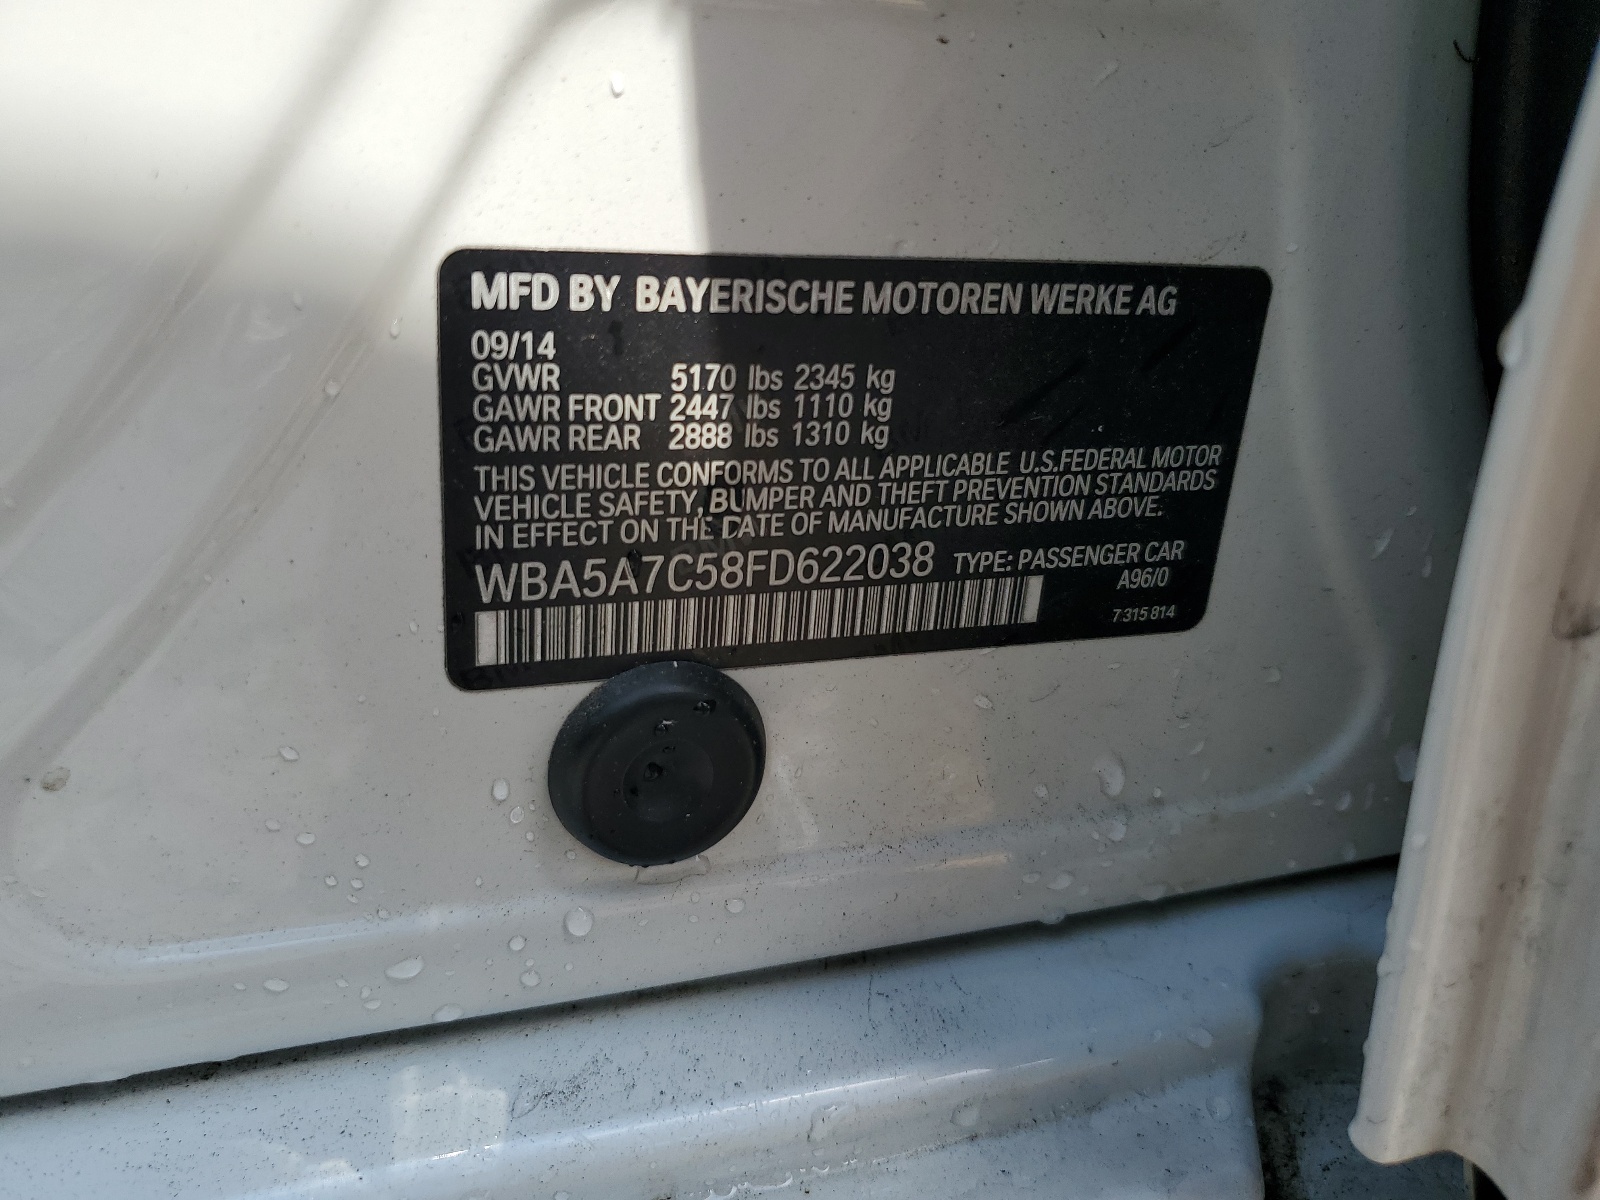 MFD BY BAYERISCHE MOTOREN WERKE AG
09/14
GVWR 5170 lbs 2345 kg
GAWR FRONT 2447 lbs 1110 kg
GAWR REAR 2888 lbs 1310 kg
THIS VEHICLE CONFORMS TO ALL APPLICABLE U.S.FEDERAL MOTOR
VEHICLE SAFETY, BUMPER AND THEFT PREVENTION STANDARDS
IN EFFECT ON THE DATE OF MANUFACTURE SHOWN ABOVE.
WBA5A7C58FD622038 TYPE: PASSENGER CAR
A96/0
7 315 814